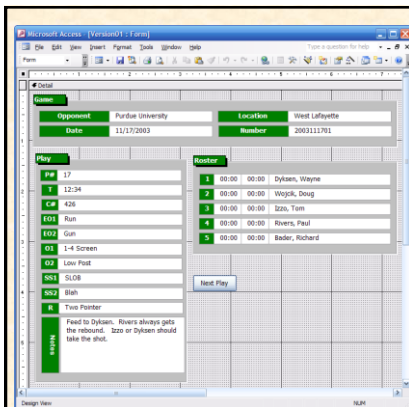 Microsoft Access - [Version01 : Form]
File Edit View Insert Format Tools Window Help Type a question for help
Form
Detail
Game
Opponent Purdue University Location West Lafayette
Date 11/17/2003 Number 2003111701
Play
P# 17
T 12:34
C# 426
EO1 Run
EO2 Gun
O1 1-4 Screen
O2 Low Post
SS1 SLOB
SS2 Blah
R Two Pointer
Notes
Feed to Dyksen. Rivers always gets
the rebound. Izzo or Dyksen should
take the shot.
Roster
1 00:00 00:00 Dyksen, Wayne
2 00:00 00:00 Wojcik, Doug
3 00:00 00:00 Izzo, Tom
4 00:00 00:00 Rivers, Paul
5 00:00 00:00 Bader, Richard
Next Play
Design View NUM